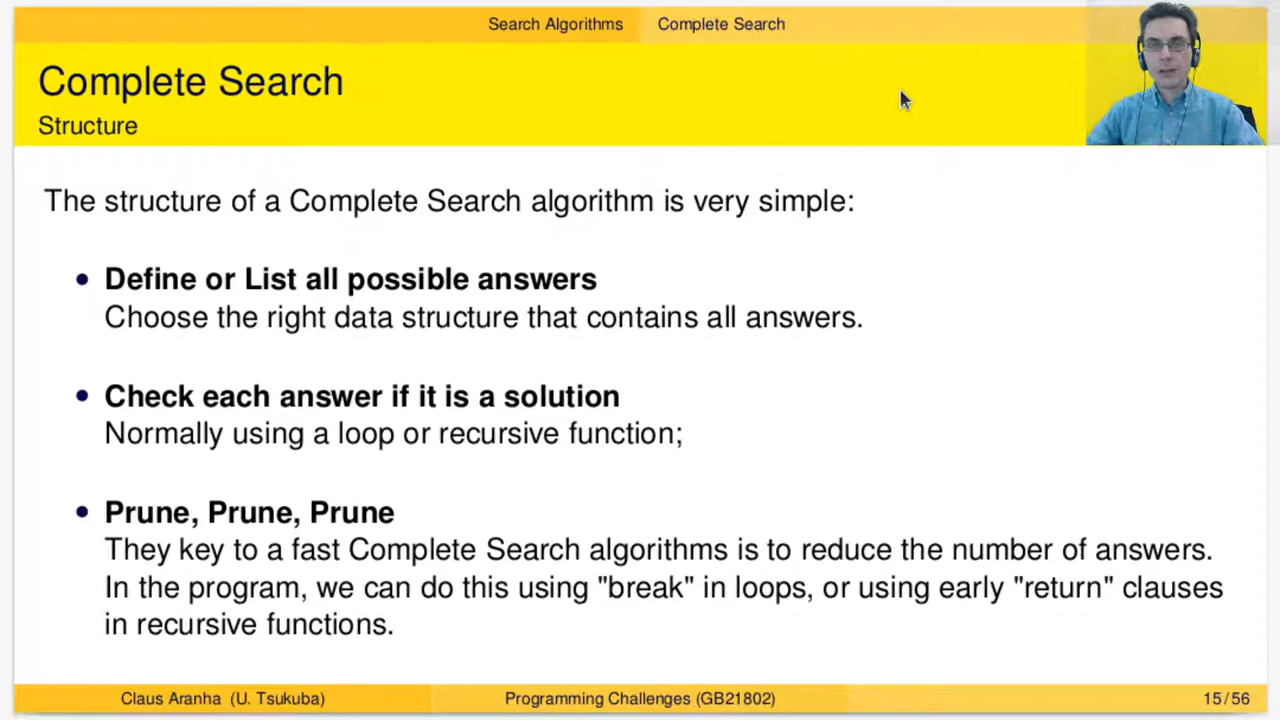 Search Algorithms Complete Search
Complete Search
Structure
The structure of a Complete Search algorithm is very simple:
• Define or List all possible answers
Choose the right data structure that contains all answers.
• Check each answer if it is a solution
Normally using a loop or recursive function;
• Prune, Prune, Prune
They key to a fast Complete Search algorithms is to reduce the number of answers.
In the program, we can do this using "break" in loops, or using early "return" clauses
in recursive functions.
Claus Aranha (U. Tsukuba) Programming Challenges (GB21802) 15/56